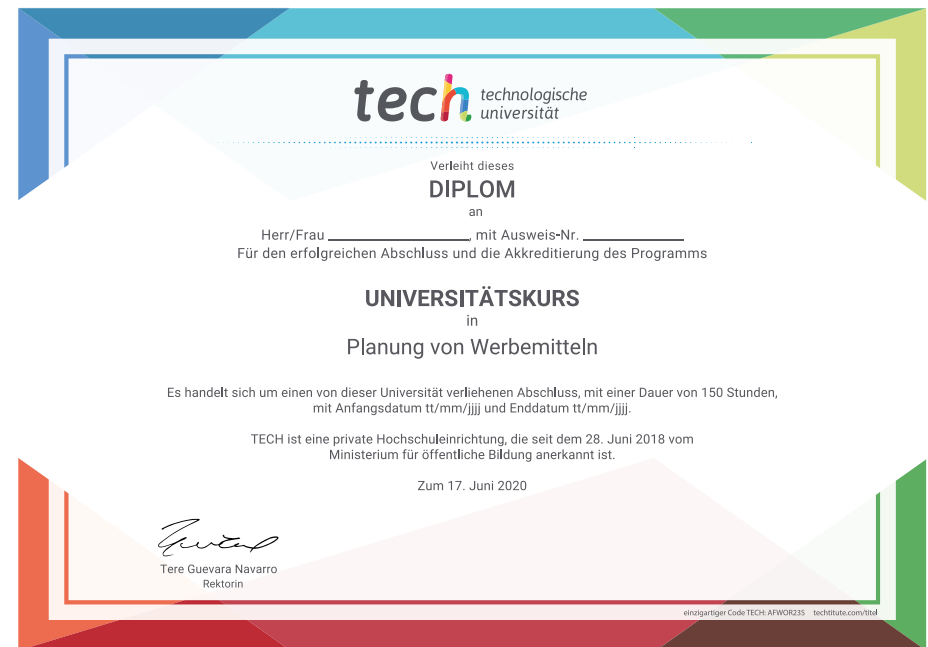 tech technologische
universität
Verleiht dieses
DIPLOM
an
Herr/Frau ____________________, mit Ausweis-Nr. ______________
Für den erfolgreichen Abschluss und die Akkreditierung des Programms
UNIVERSITÄTSKURS
in
Planung von Werbemitteln
Es handelt sich um einen von dieser Universität verliehenen Abschluss, mit einer Dauer von 150 Stunden,
mit Anfangsdatum tt/mm/jjjj und Enddatum tt/mm/jjjj.
TECH ist eine private Hochschuleinrichtung, die seit dem 28. Juni 2018 vom
Ministerium für öffentliche Bildung anerkannt ist.
Zum 17. Juni 2020
Tere Guevara Navarro
Rektorin
einzigartiger Code TECH: AFWOR23S techtitute.com/titel